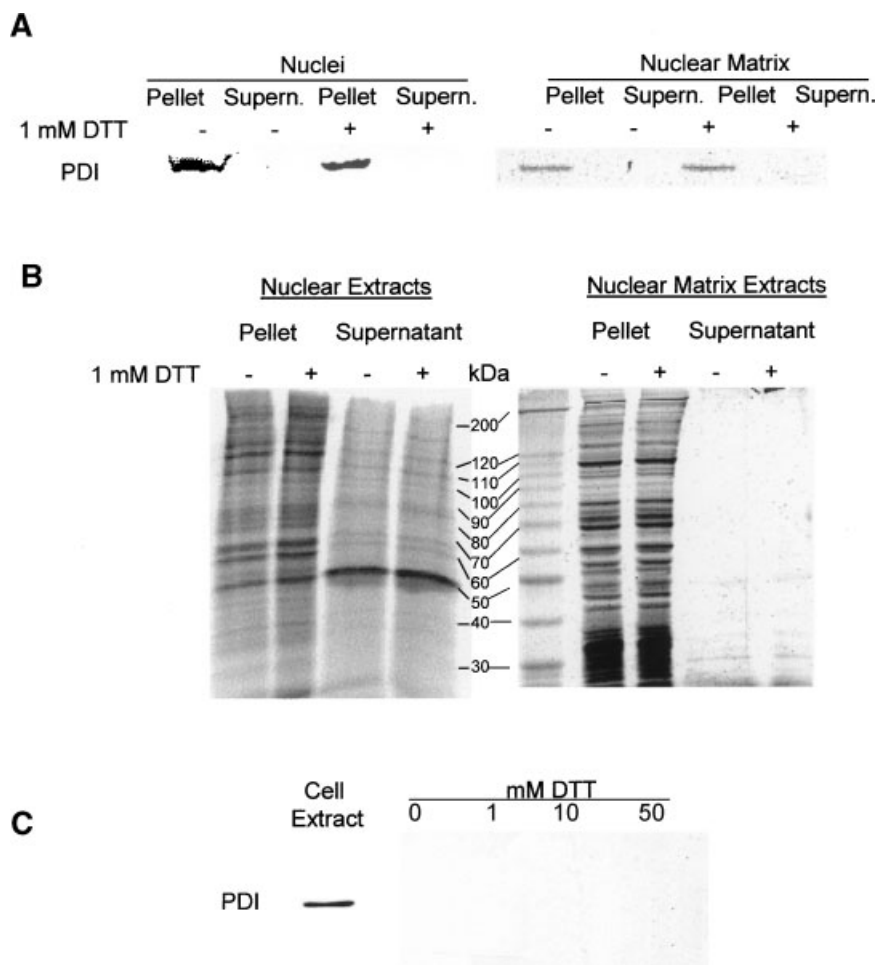 A
Nuclei
Nuclear Matrix
Pellet Supern. Pellet Supern.
Pellet Supern. Pellet Supern.
1 mM DTT - - + +
- - + +
PDI
B
Nuclear Extracts
Nuclear Matrix Extracts
Pellet Supernatant
Pellet Supernatant
1 mM DTT - + - + kDa - + - +
200
120
110
100
90
80
70
60
50
40
30
C
Cell Extract
mM DTT
0 1 10 50
PDI